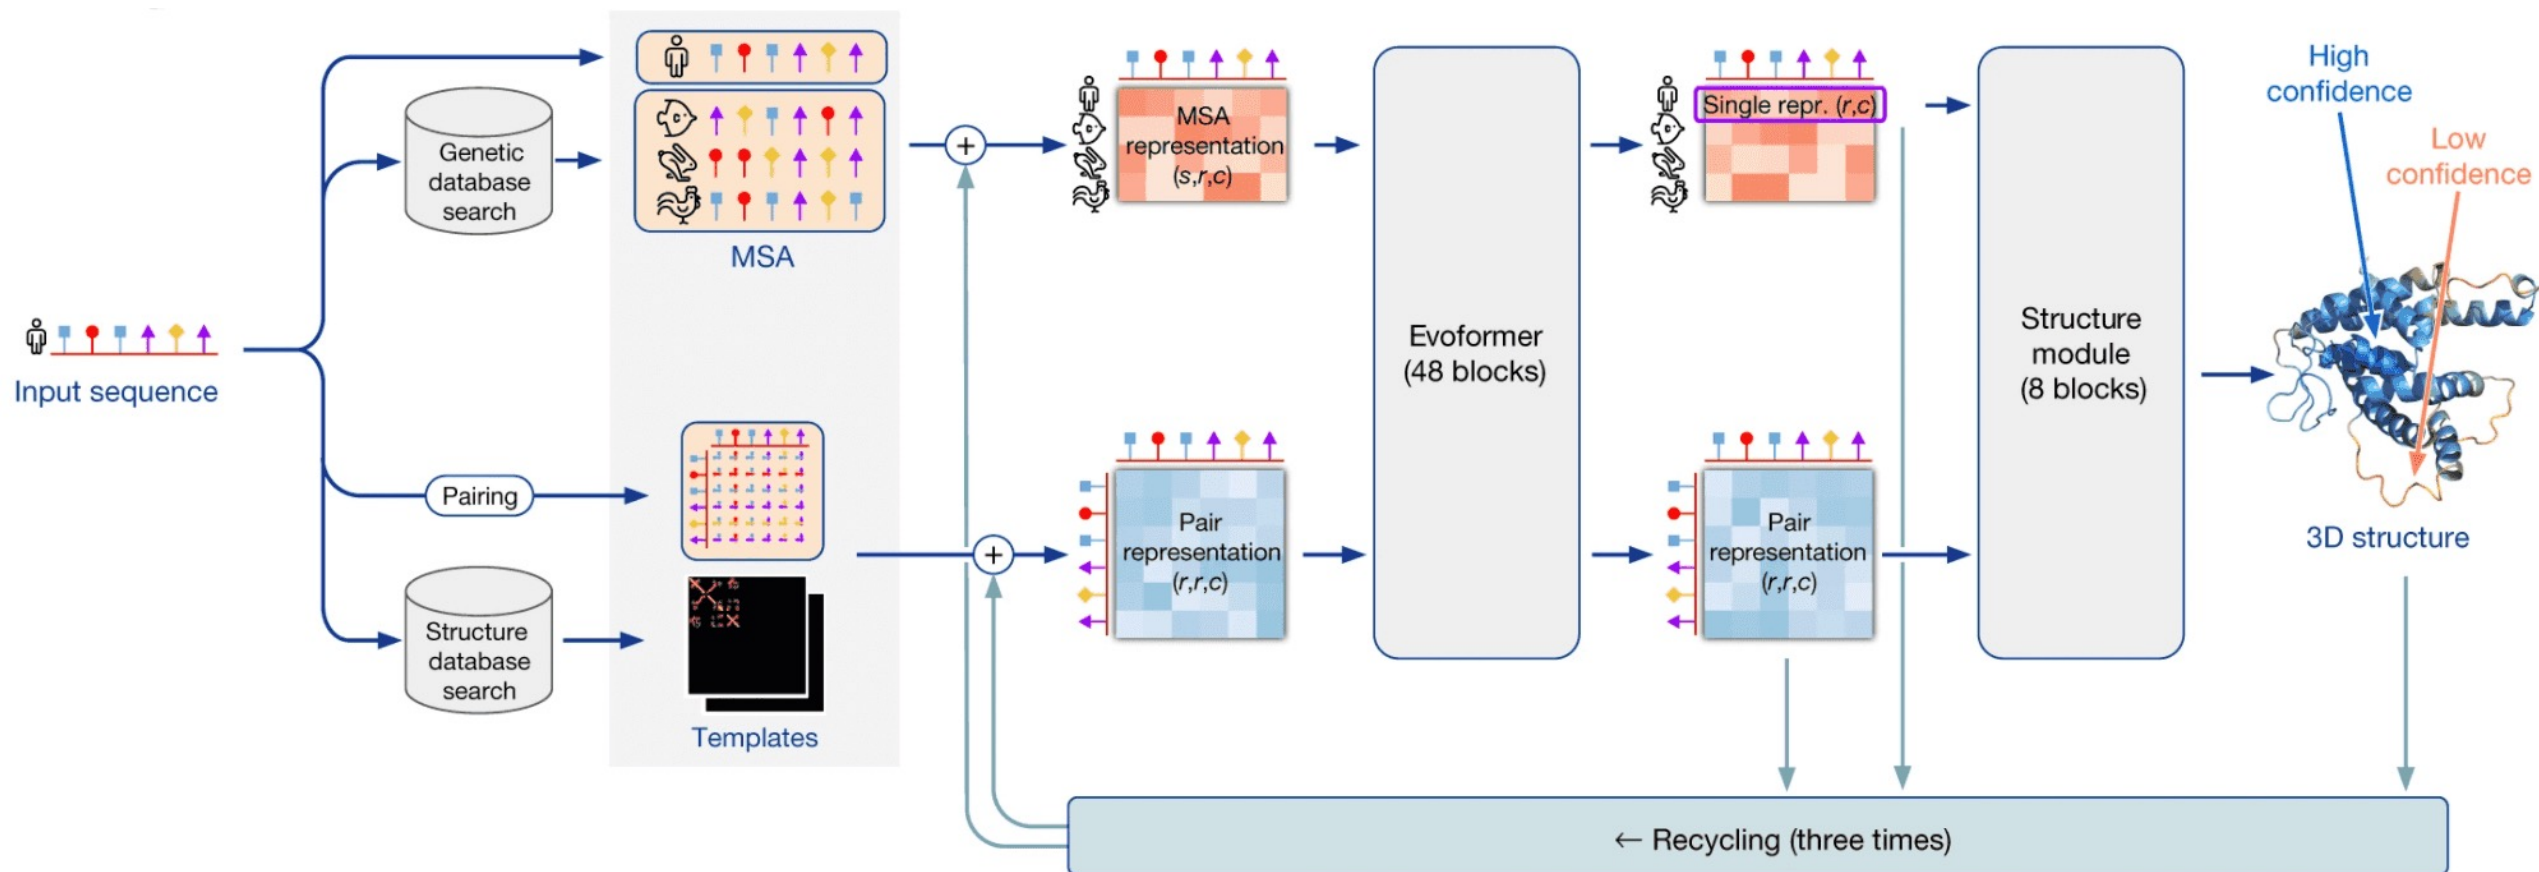 Input sequence
Genetic
database
search
Pairing
Structure
database
search
MSA
Templates
+
+
MSA
representation
(s,r,c)
Pair
representation
(r,r,c)
Evoformer
(48 blocks)
Single repr. (r,c)
Pair
representation
(r,r,c)
Structure
module
(8 blocks)
High
confidence
Low
confidence
3D structure
← Recycling (three times)